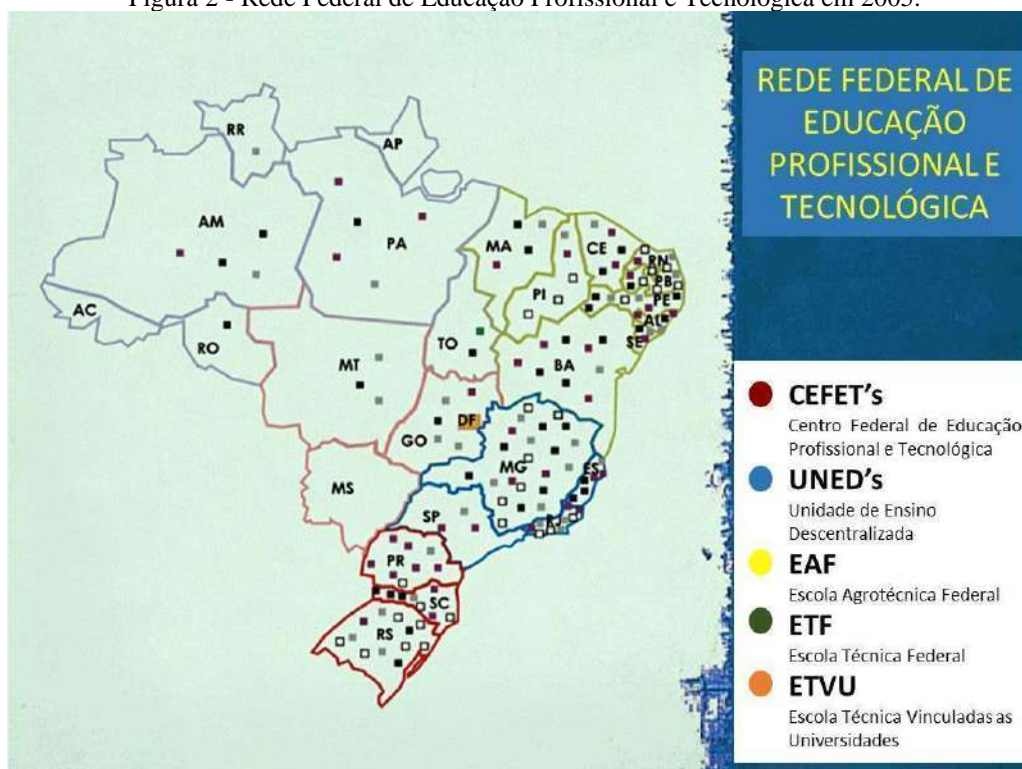 Figura 2 - Rede Federal de Educação Profissional e Tecnológica em 2003.
REDE FEDERAL DE
EDUCAÇÃO
PROFISSIONAL E
TECNOLÓGICA
RR
AP
AM
PA
MA
CE
RN
PB
PI
PE
AL
SE
AC
RO
TO
BA
MT
DF
GO
MG
ES
MS
SP
RJ
PR
SC
RS
CEFET's
Centro Federal de Educação
Profissional e Tecnológica
UNED's
Unidade de Ensino
Descentralizada
EAF
Escola Agrotécnica Federal
ETF
Escola Técnica Federal
ETVU
Escola Técnica Vinculadas as
Universidades